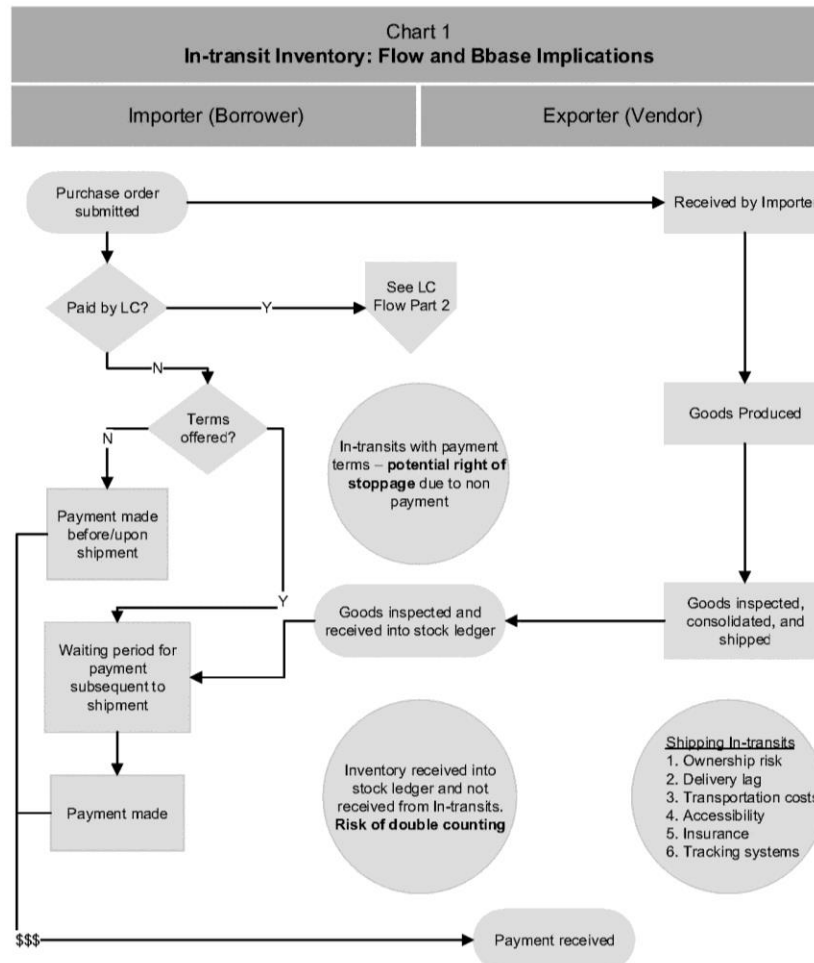 Chart 1
In-transit Inventory: Flow and Bbase Implications
Importer (Borrower)
Exporter (Vendor)
Purchase order
submitted
Received by Importer
Paid by LC?
Y
See LC
Flow Part 2
N
Terms
offered?
N
In-transits with payment
terms – potential right of
stoppage due to non
payment
Goods Produced
Payment made
before/upon
shipment
Y
Goods inspected and
received into stock ledger
Goods inspected,
consolidated, and
shipped
Waiting period for
payment
subsequent to
shipment
Inventory received into
stock ledger and not
received from In-transits.
Risk of double counting
Shipping In-transits
1. Ownership risk
2. Delivery lag
3. Transportation costs
4. Accessibility
5. Insurance
6. Tracking systems
Payment made
$$$
Payment received